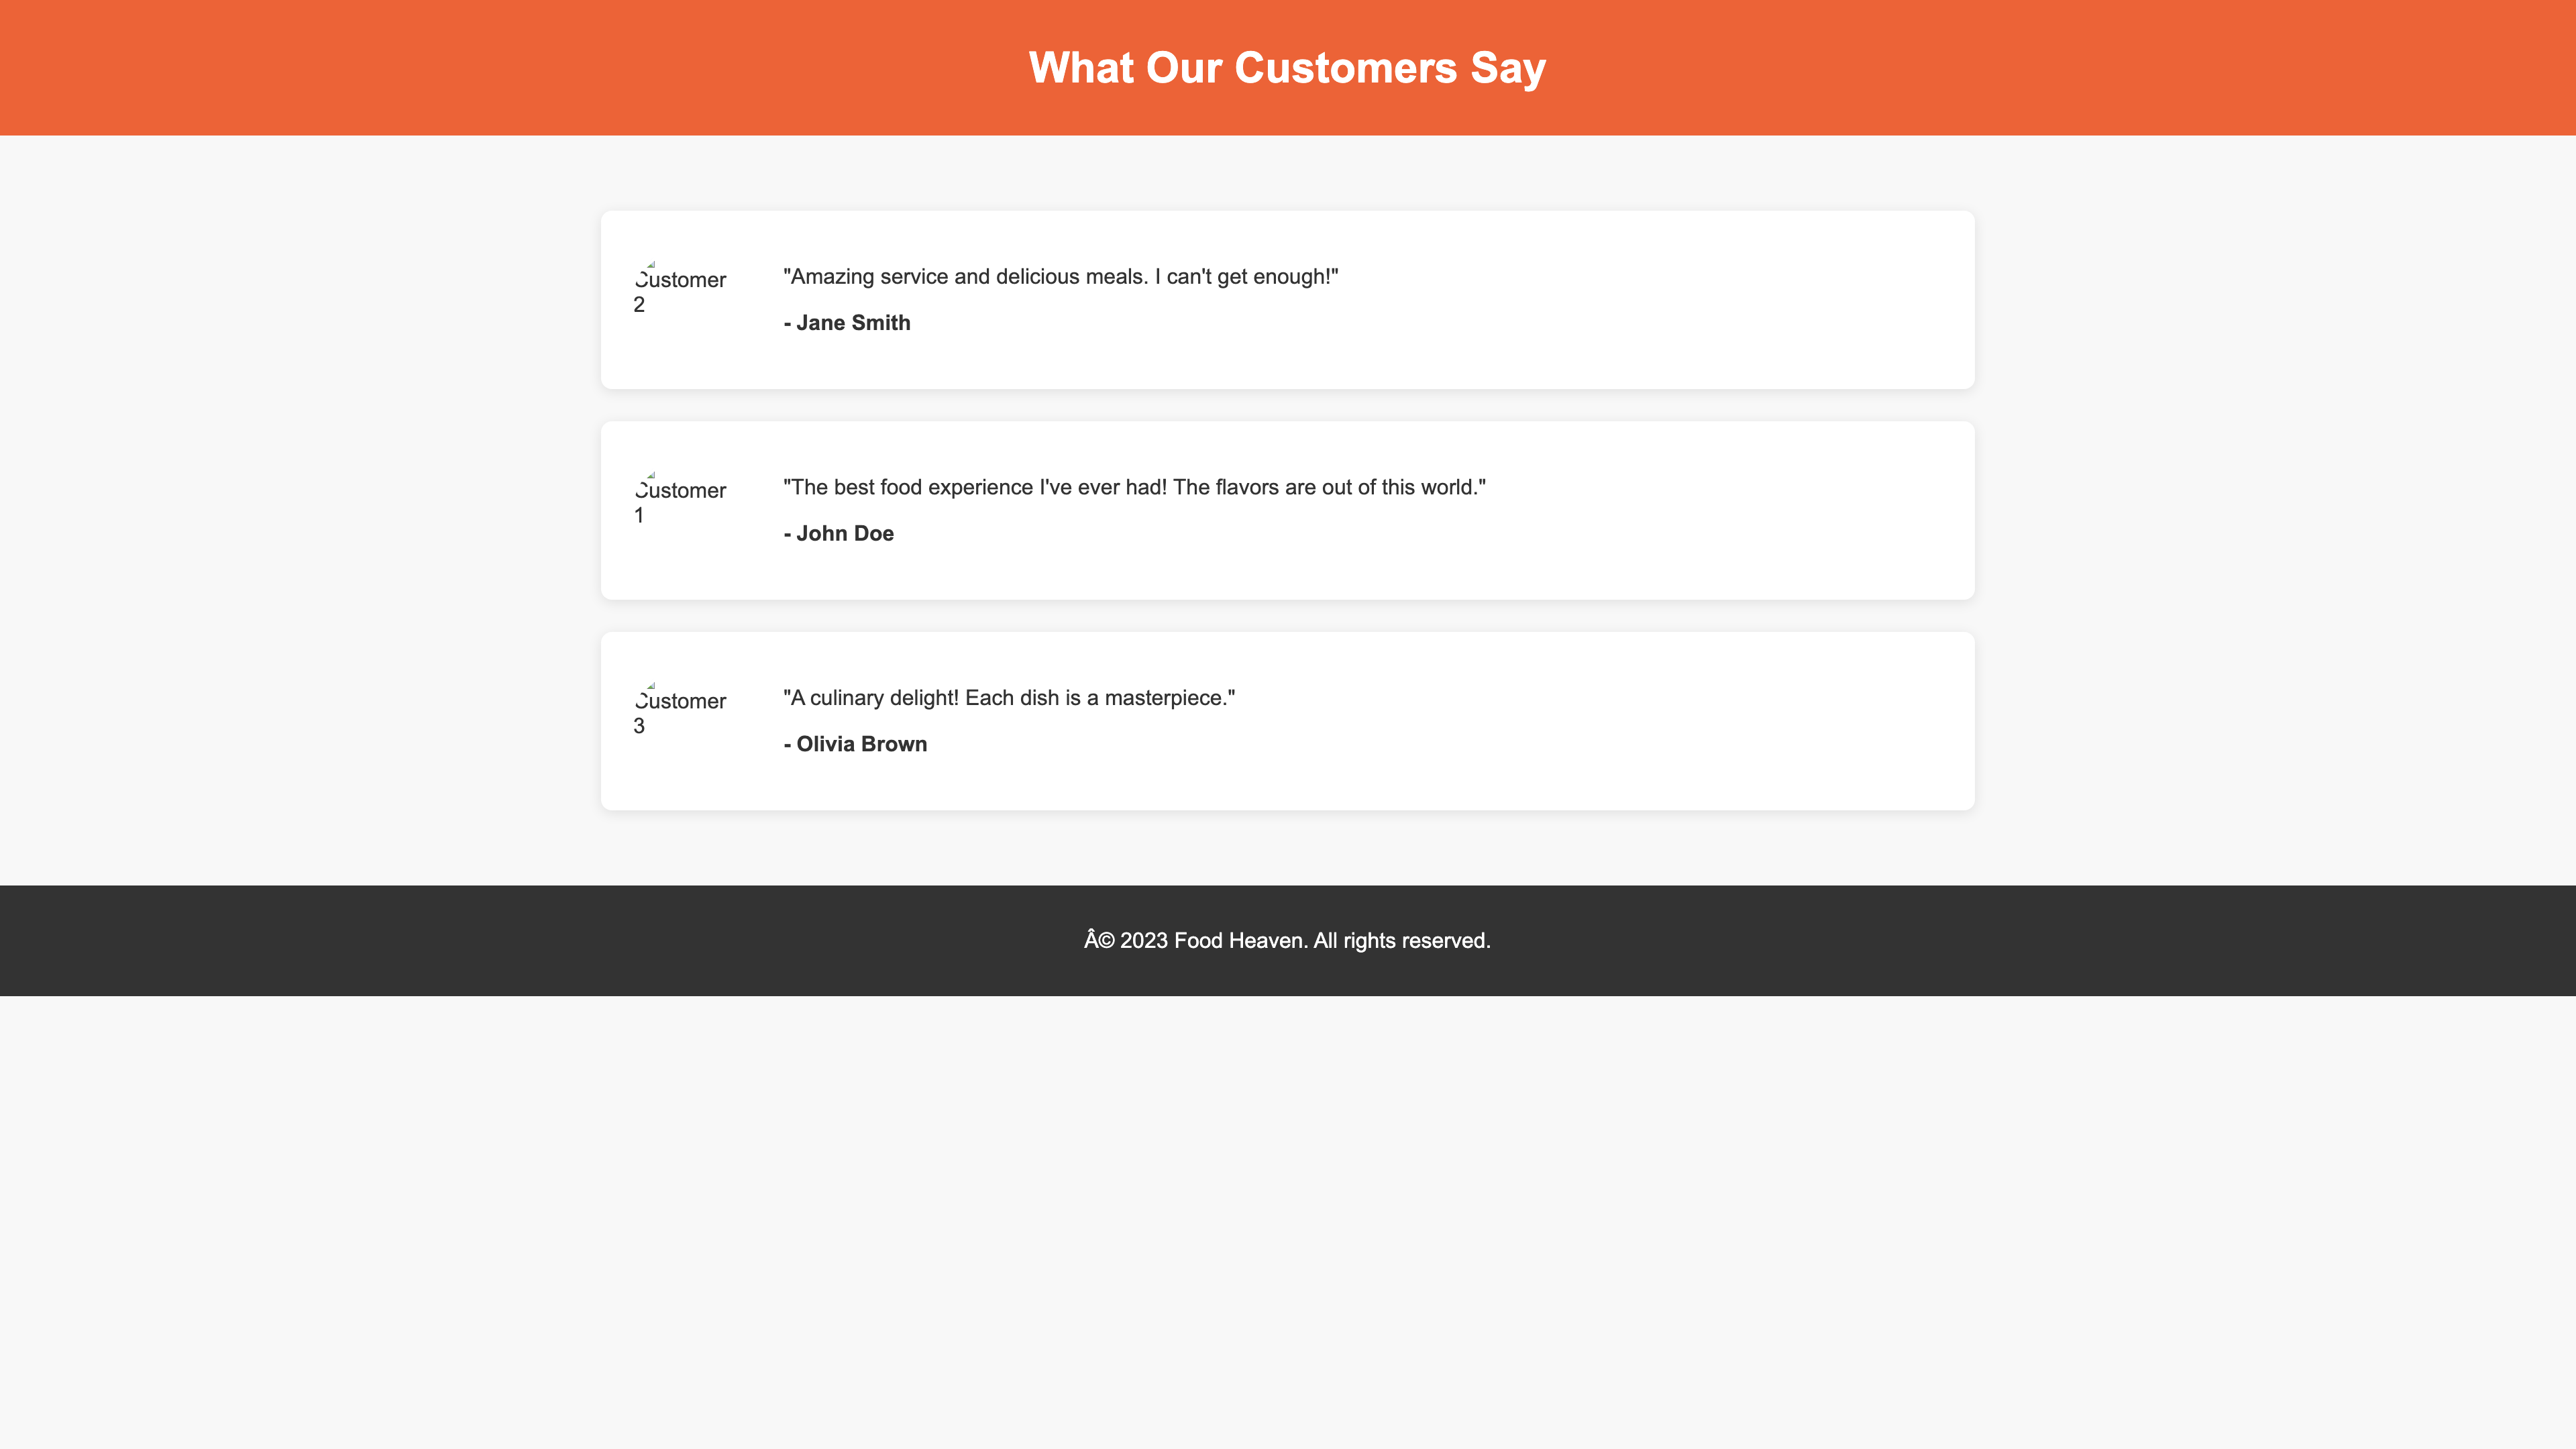 What Our Customers Say
Customer
2
"Amazing service and delicious meals. I can't get enough!"
- Jane Smith
Customer
1
"The best food experience I've ever had! The flavors are out of this world."
- John Doe
Customer
3
"A culinary delight! Each dish is a masterpiece."
- Olivia Brown
Â© 2023 Food Heaven. All rights reserved.